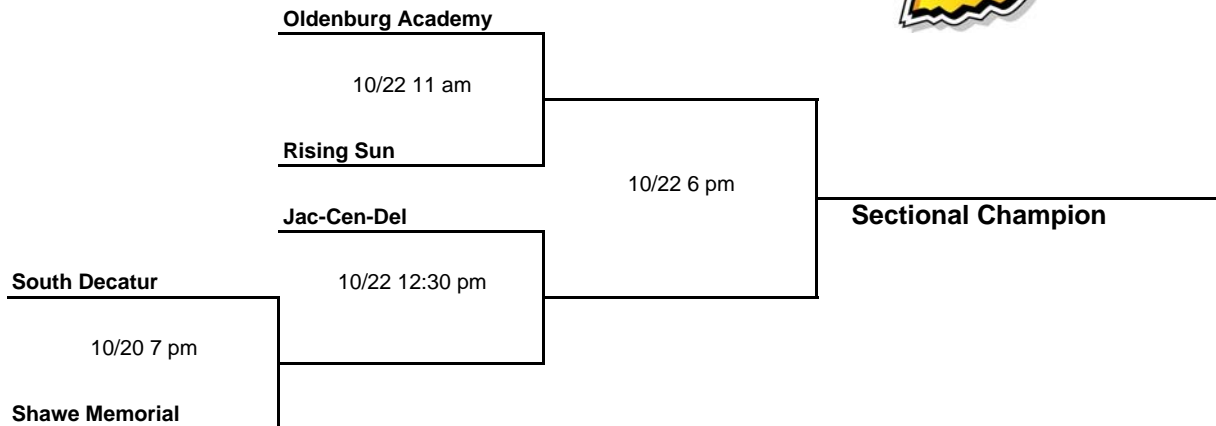 Oldenburg Academy
10/22 11 am
Rising Sun
10/22 6 pm
Jac-Cen-Del
Sectional Champion
South Decatur
10/22 12:30 pm
10/20 7 pm
Shawe Memorial